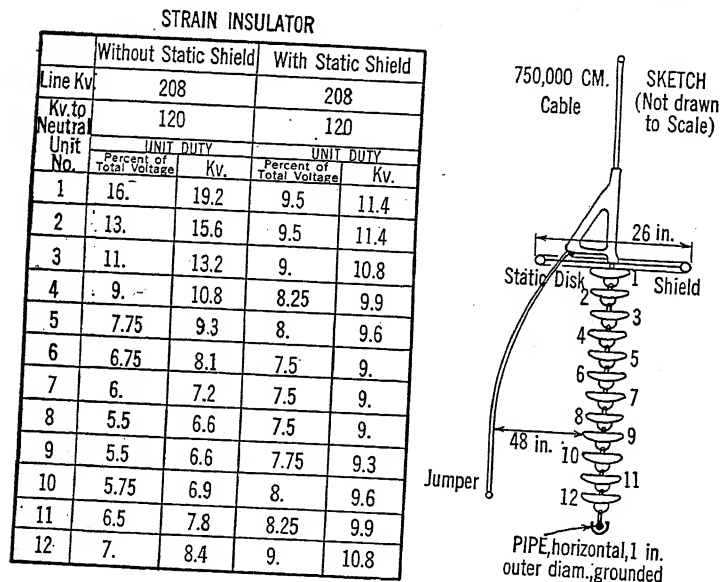 STRAIN INSULATOR
Without Static Shield With Static Shield
Line Kv. 208 208
Kv. to Neutral 120 120
Unit No. UNIT DUTY UNIT DUTY
Percent of Total Voltage Kv. Percent of Total Voltage Kv.
1 16. 19.2 9.5 11.4
2 13. 15.6 9.5 11.4
3 11. 13.2 9. 10.8
4 9. 10.8 8.25 9.9
5 7.75 9.3 8. 9.6
6 6.75 8.1 7.5 9.
7 6. 7.2 7.5 9.
8 5.5 6.6 7.5 9.
9 5.5 6.6 7.75 9.3
10 5.75 6.9 8. 9.6
11 6.5 7.8 8.25 9.9
12 7. 8.4 9. 10.8
750,000 CM.
Cable
SKETCH
(Not drawn
to Scale)
26 in.
Static Disk Shield
1
2
3
4
5
6
7
8
9
48 in.
10
11
12
Jumper
PIPE, horizontal, 1 in.
outer diam., grounded